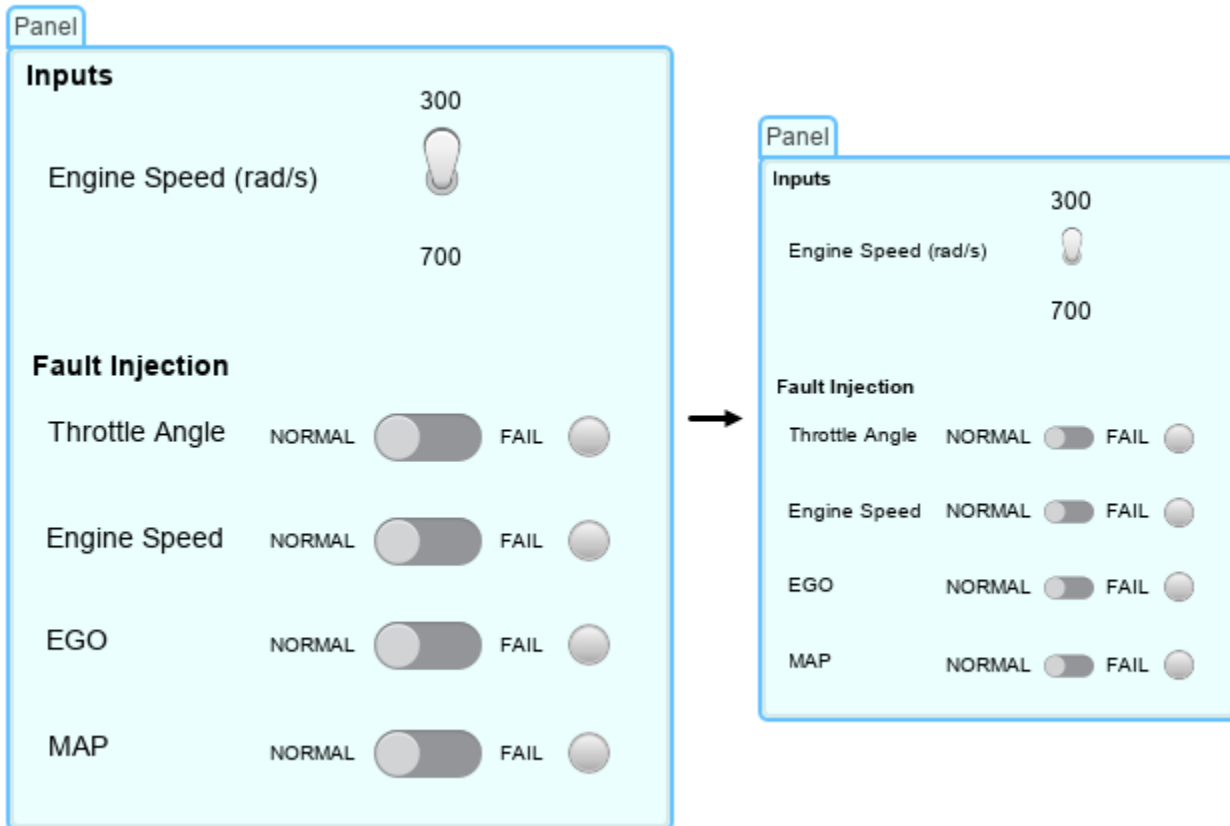 Panel
Inputs
300
Engine Speed (rad/s)
700
Fault Injection
Throttle Angle NORMAL FAIL
Engine Speed NORMAL FAIL
EGO NORMAL FAIL
MAP NORMAL FAIL
Panel
Inputs
300
Engine Speed (rad/s)
700
Fault Injection
Throttle Angle NORMAL FAIL
Engine Speed NORMAL FAIL
EGO NORMAL FAIL
MAP NORMAL FAIL